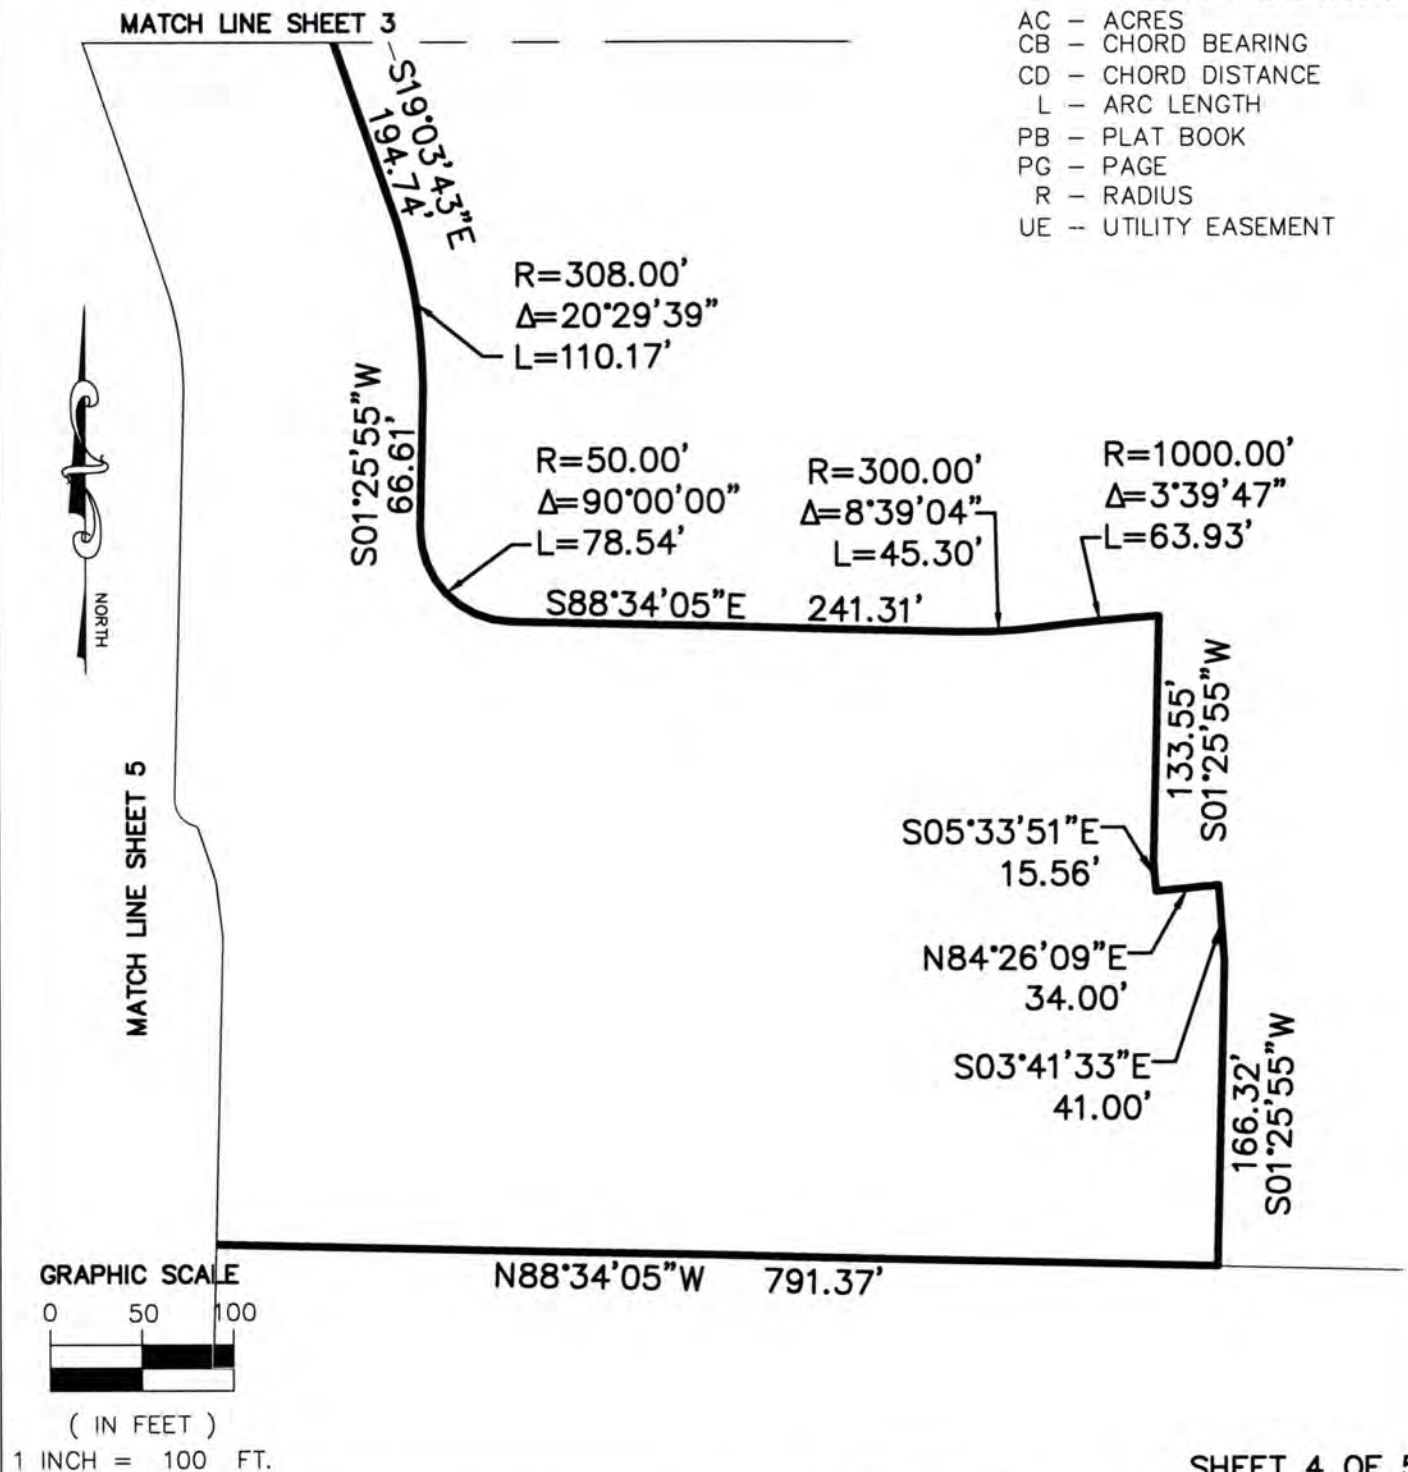 MATCH LINE SHEET 3
AC - ACRES
CB - CHORD BEARING
CD - CHORD DISTANCE
L - ARC LENGTH
PB - PLAT BOOK
PG - PAGE
R - RADIUS
UE -- UTILITY EASEMENT
S19°03'43"E
194.74'
R=308.00'
Δ=20°29'39"
L=110.17'
S01°25'55"W
66.61'
R=50.00'
Δ=90°00'00"
L=78.54'
R=300.00'
Δ=8°39'04"
L=45.30'
R=1000.00'
Δ=3°39'47"
L=63.93'
S88°34'05"E 241.31'
NORTH
133.55'
S01°25'55"W
MATCH LINE SHEET 5
S05°33'51"E
15.56'
N84°26'09"E
34.00'
S03°41'33"E
41.00'
166.32'
S01°25'55"W
N88°34'05"W 791.37'
GRAPHIC SCALE
0 50 100
( IN FEET )
1 INCH = 100 FT.
SHEET 4 OF 5